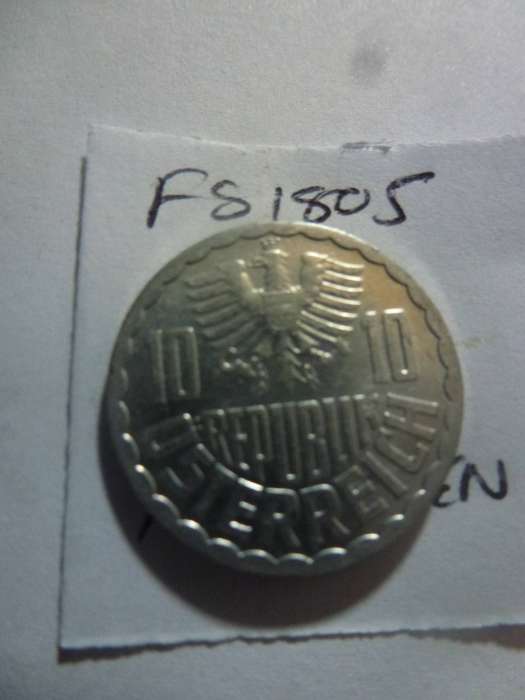 FS1805
10 10
REPUBLIK
ÖSTERREICH
EN